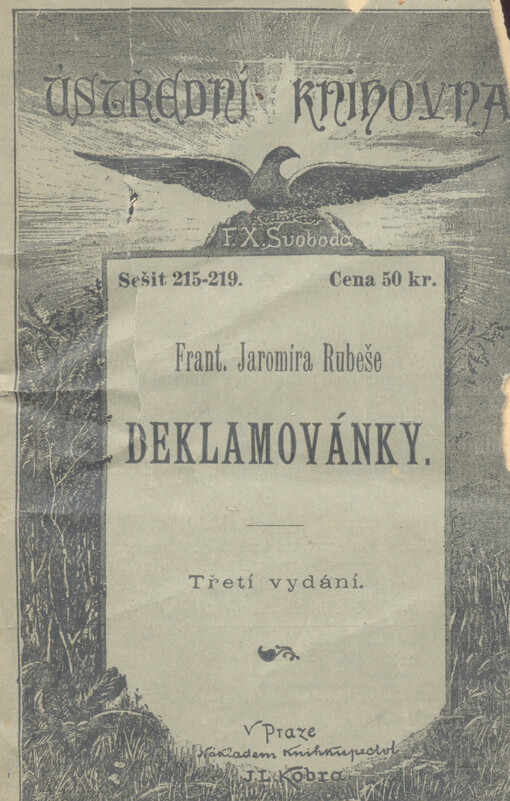 ÚSTŘEDNÍ KNIHOVNA
Redaktor
F. X. Svoboda
Sešit 215-219. Cena 50 kr.
Frant. Jaromíra Rubeše
DEKLAMOVÁNKY.
Třetí vydání.
V Praze
Nákladem Knihkupectví
J. L. Kobra